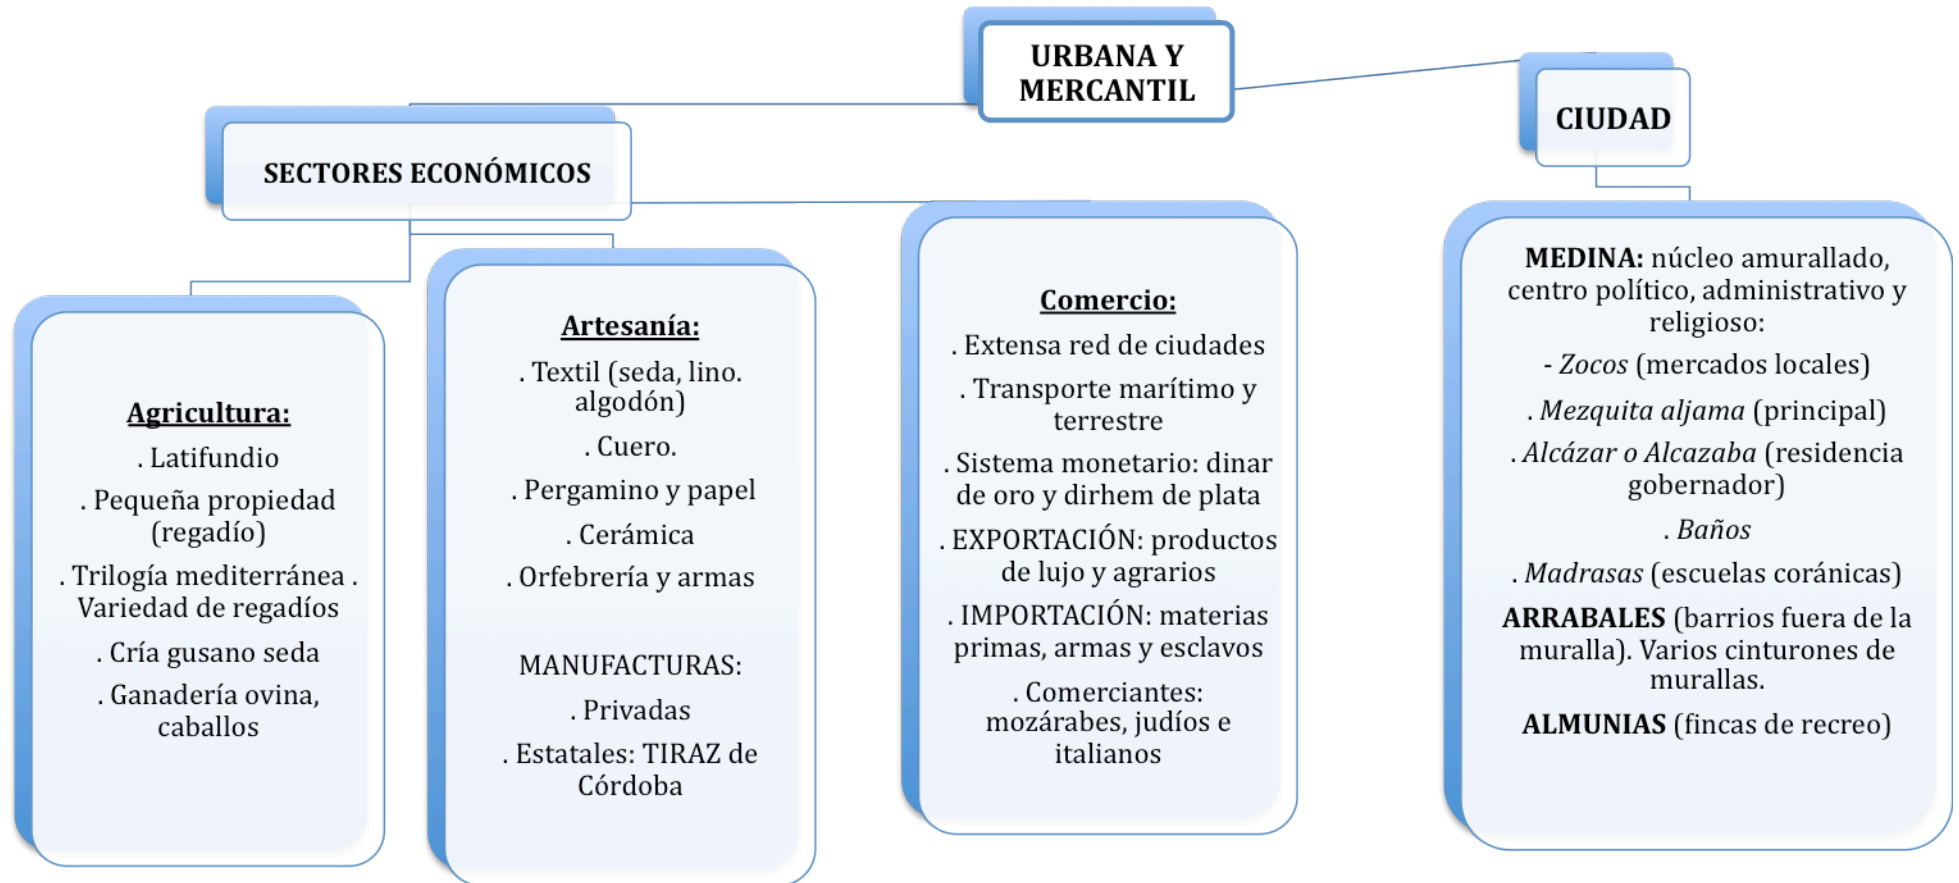 URBANA Y
MERCANTIL
SECTORES ECONÓMICOS
CIUDAD
Agricultura:
. Latifundio
. Pequeña propiedad
(regadío)
. Trilogía mediterránea .
Variedad de regadíos
. Cría gusano seda
. Ganadería ovina,
caballos
Artesanía:
. Textil (seda, lino.
algodón)
. Cuero.
. Pergamino y papel
. Cerámica
. Orfebrería y armas
MANUFACTURAS:
. Privadas
. Estatales: TIRAZ de
Córdoba
Comercio:
. Extensa red de ciudades
. Transporte marítimo y
terrestre
. Sistema monetario: dinar
de oro y dirhem de plata
. EXPORTACIÓN: productos
de lujo y agrarios
. IMPORTACIÓN: materias
primas, armas y esclavos
. Comerciantes:
mozárabes, judíos e
italianos
MEDINA: núcleo amurallado,
centro político, administrativo y
religioso:
- Zocos (mercados locales)
. Mezquita aljama (principal)
. Alcázar o Alcazaba (residencia
gobernador)
. Baños
. Madrasas (escuelas coránicas)
ARRABALES (barrios fuera de la
muralla). Varios cinturones de
murallas.
ALMUNIAS (fincas de recreo)